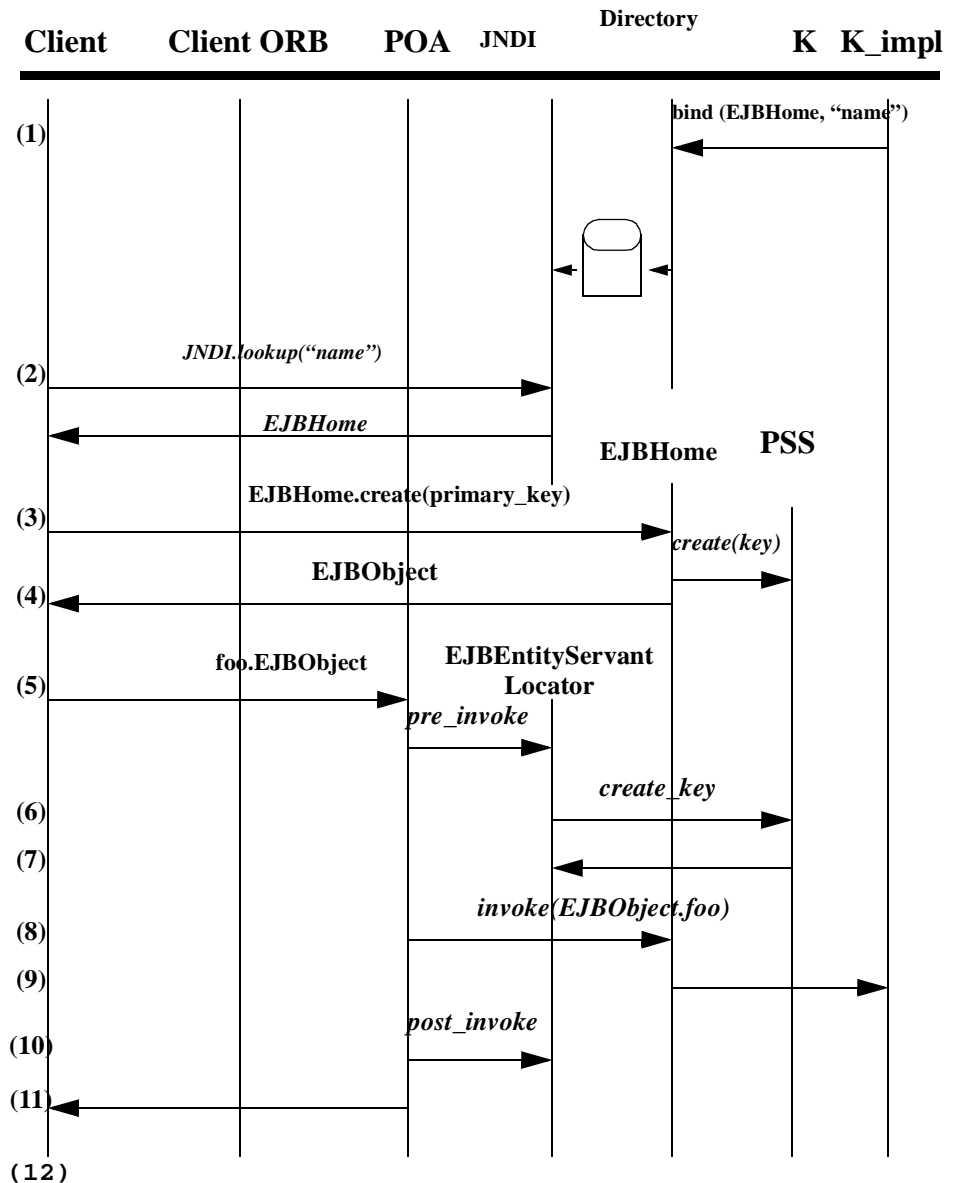 Directory
Client Client ORB POA JNDI K K_impl
bind (EJBHome, “name”)
(1)
JNDI.lookup(“name”)
(2)
EJBHome
EJBHome PSS
EJBHome.create(primary_key)
(3)
create(key)
EJBObject
(4)
foo.EJBObject
EJBEntityServant
Locator
(5)
pre_invoke
create_key
(6)
(7)
invoke(EJBObject.foo)
(8)
(9)
post_invoke
(10)
(11)
(12)